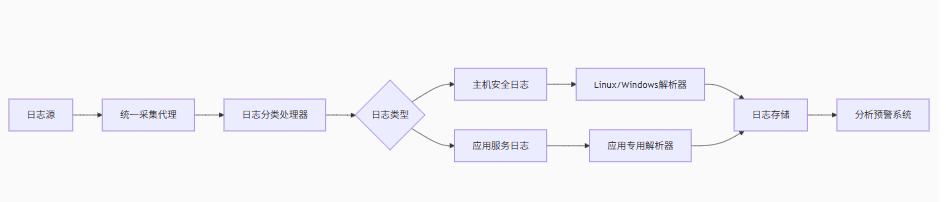 日志源
统一采集代理
日志分类处理器
日志类型
主机安全日志
Linux/Windows解析器
应用服务日志
应用专用解析器
日志存储
分析预警系统